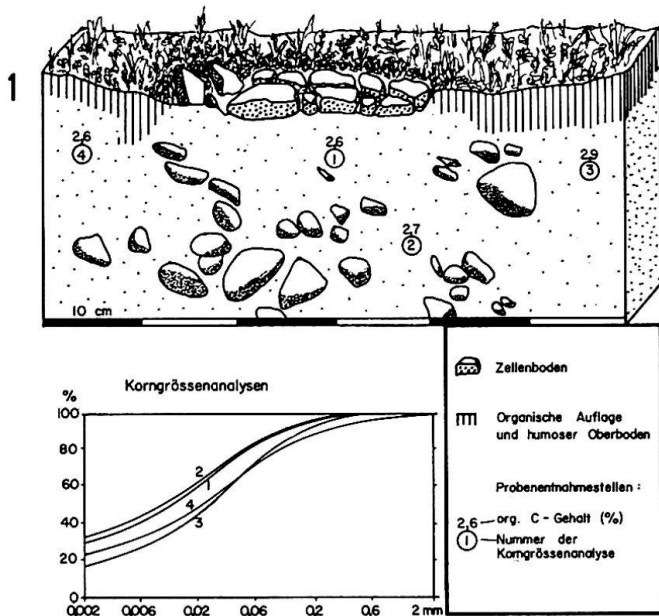 1
2,6
④
2,6
①
2,9
③
2,7
②
10 cm
Korngrössenanalysen
%
100
80
60
40
20
0
2
1
4
3
0,002 0,006 0,02 0,06 0,2 0,6 2 mm
Zellenboden
Organische Auflage
und humoser Oberboden
Probenentnahmestellen :
2,6 org. C - Gehalt (%)
① Nummer der
Korngrössenanalyse